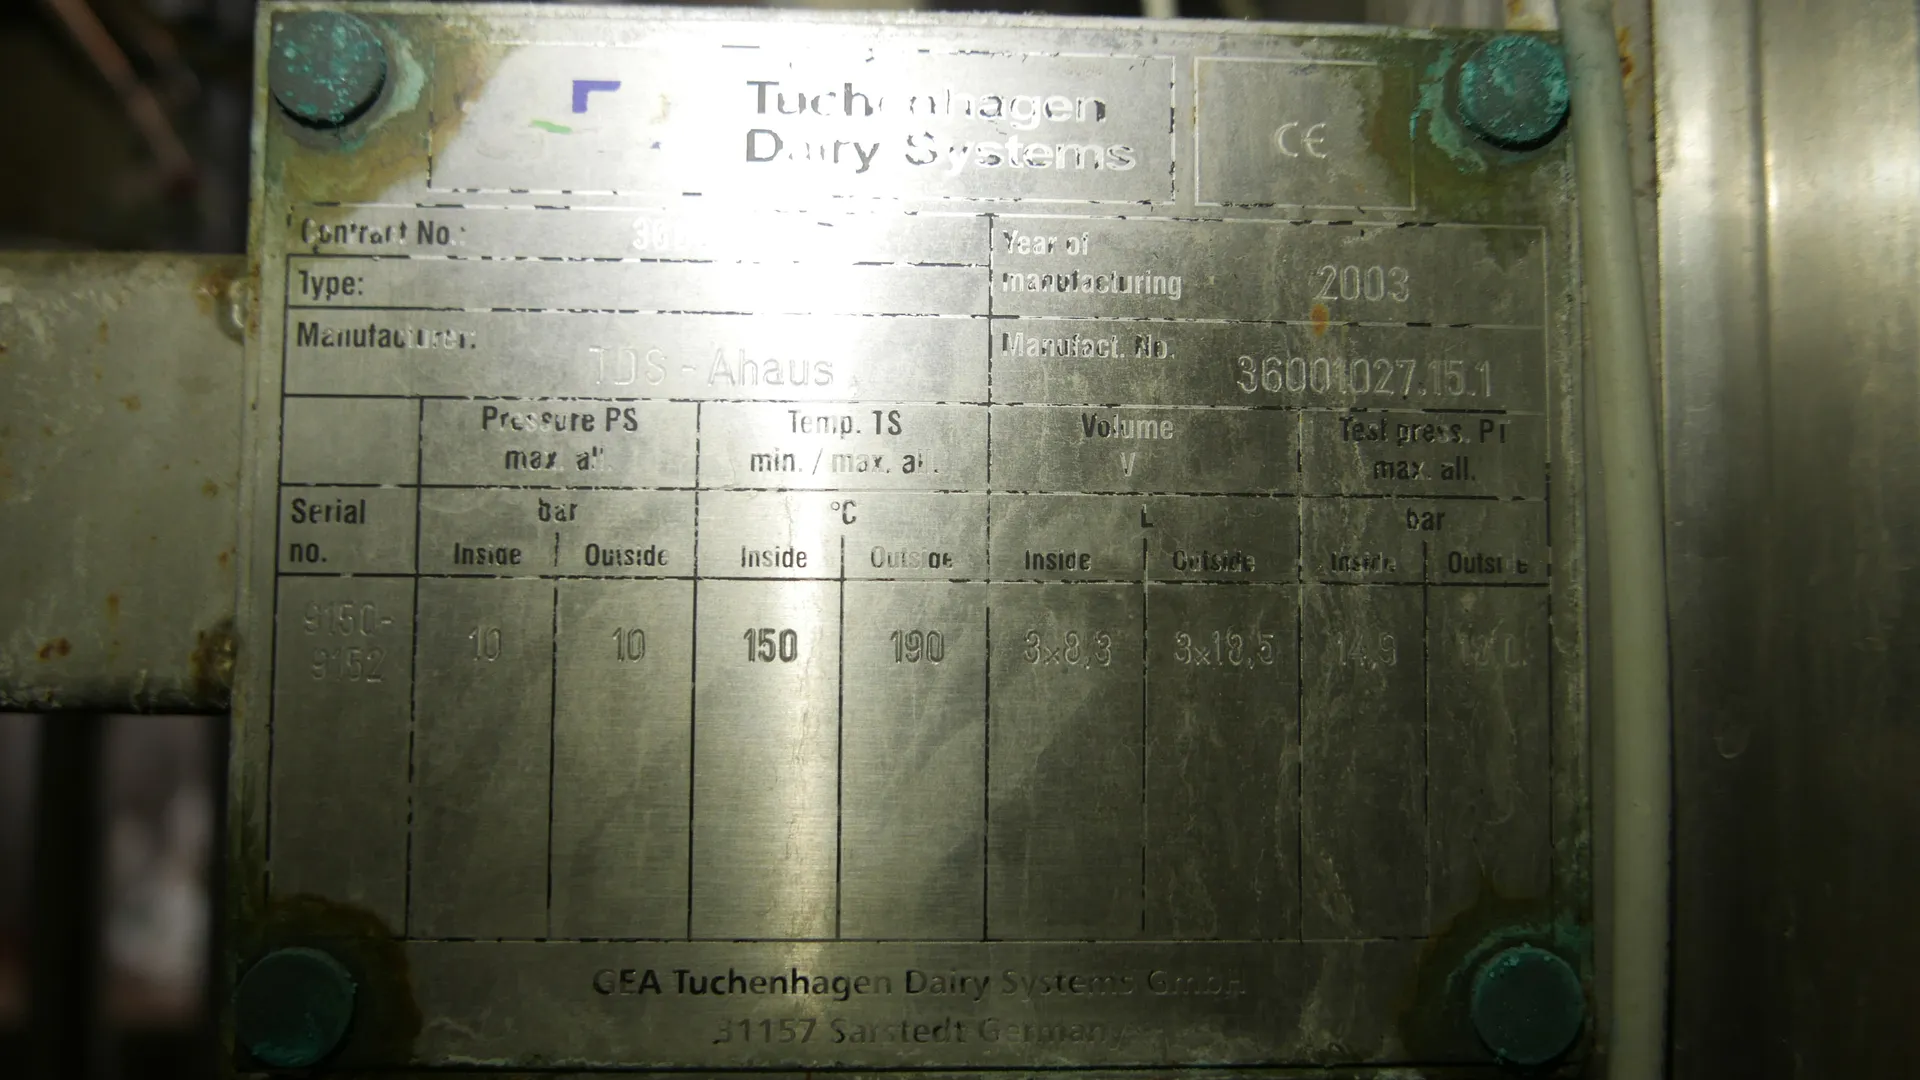 Tuchenhagen
Dairy Systems
CE
Contract No.:
Year of
manufacturing 2003
Type:
Manufacturer: TDS - Ahaus
Manufact. No. 36001027.15.1
Pressure PS Temp. TS Volume Test press. PT
max. all. min. / max. all. V max. all.
Serial bar °C L bar
no. Inside Outside Inside Outside Inside Outside Inside Outside
9150-
9152 10 10 150 190 3x8,3 3x18,5 14,9
GEA Tuchenhagen Dairy Systems GmbH
31157 Sarstedt Germany